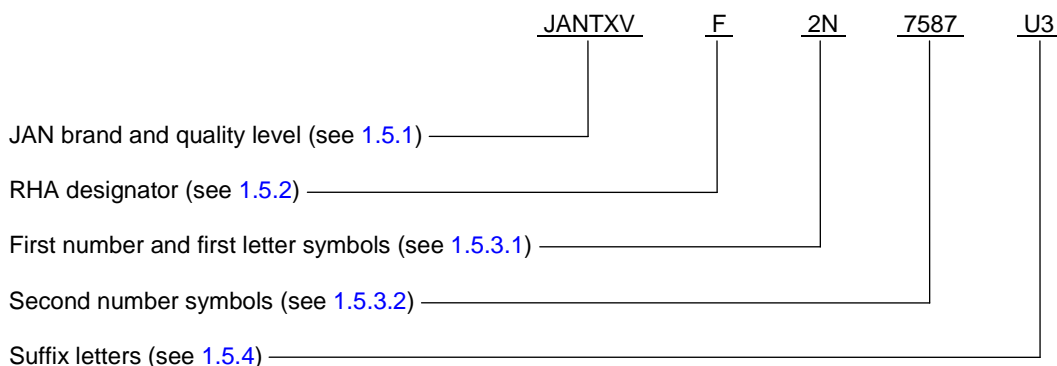 JANTXV F 2N 7587 U3
JAN brand and quality level (see 1.5.1)
RHA designator (see 1.5.2)
First number and first letter symbols (see 1.5.3.1)
Second number symbols (see 1.5.3.2)
Suffix letters (see 1.5.4)